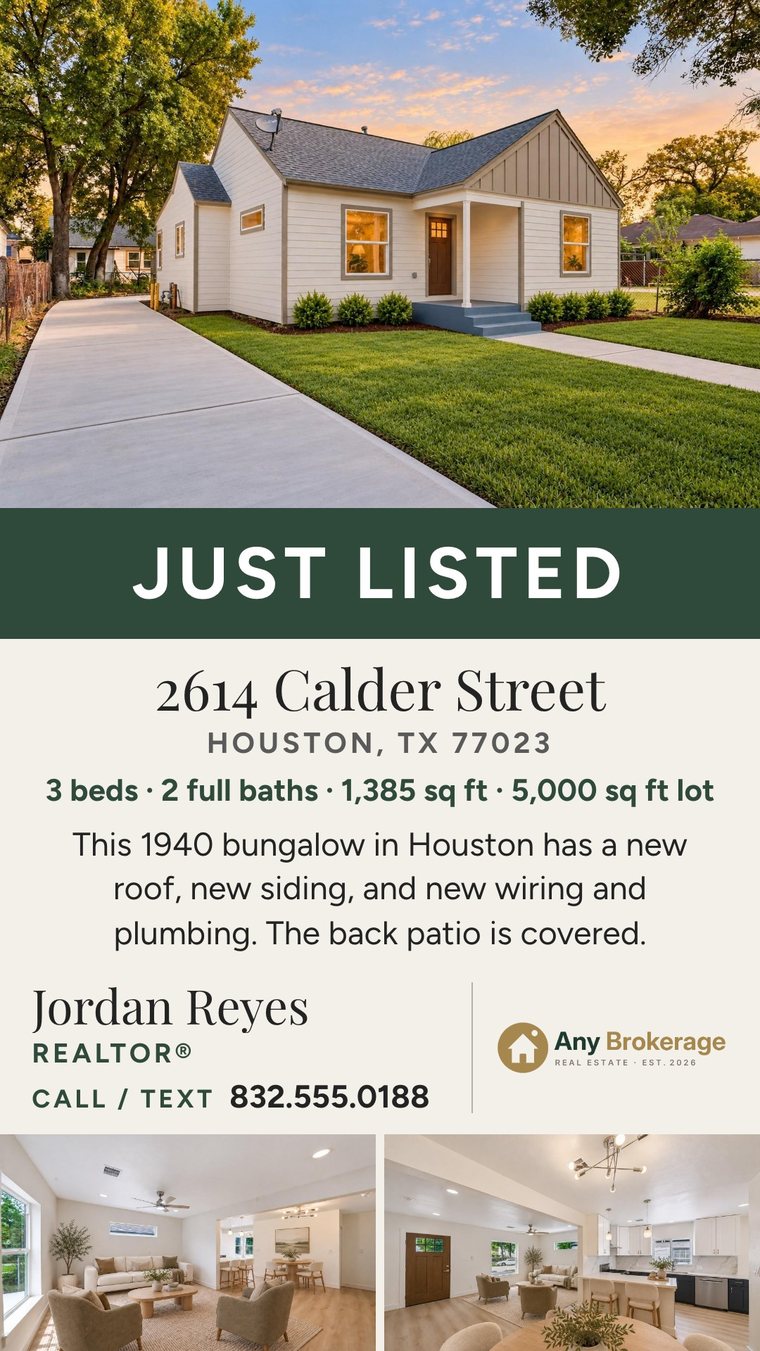 JUST LISTED
2614 Calder Street
HOUSTON, TX 77023
3 beds · 2 full baths · 1,385 sq ft · 5,000 sq ft lot
This 1940 bungalow in Houston has a new
roof, new siding, and new wiring and
plumbing. The back patio is covered.
Jordan Reyes
REALTOR®
CALL / TEXT 832.555.0188
Any Brokerage
REAL ESTATE · EST. 2026